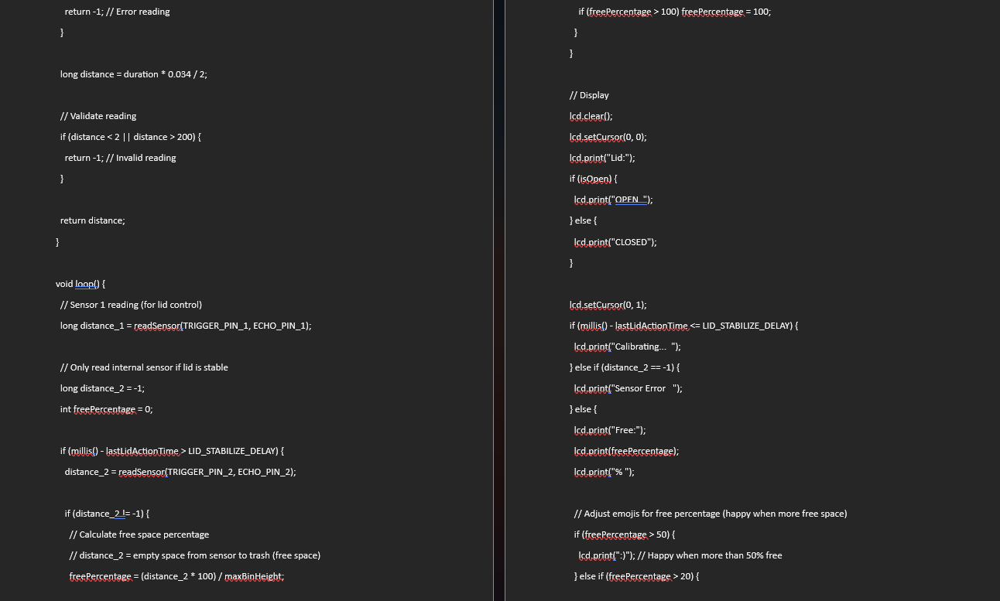 return -1; // Error reading
}
long distance = duration * 0.034 / 2;
// Validate reading
if (distance < 2 || distance > 200) {
return -1; // Invalid reading
}
return distance;
}
void loop() {
// Sensor 1 reading (for lid control)
long distance_1 = readSensor(TRIGGER_PIN_1, ECHO_PIN_1);
// Only read internal sensor if lid is stable
long distance_2 = -1;
int freePercentage = 0;
if (millis() - lastLidActionTime > LID_STABILIZE_DELAY) {
distance_2 = readSensor(TRIGGER_PIN_2, ECHO_PIN_2);
if (distance_2 != -1) {
// Calculate free space percentage
// distance_2 = empty space from sensor to trash (free space)
freePercentage = (distance_2 * 100) / maxBinHeight;
if (freePercentage > 100) freePercentage = 100;
}
}
// Display
lcd.clear();
lcd.setCursor(0, 0);
lcd.print("Lid:");
if (isOpen) {
lcd.print("OPEN  ");
} else {
lcd.print("CLOSED");
}
lcd.setCursor(0, 1);
if (millis() - lastLidActionTime <= LID_STABILIZE_DELAY) {
lcd.print("Calibrating...  ");
} else if (distance_2 == -1) {
lcd.print("Sensor Error   ");
} else {
lcd.print("Free:");
lcd.print(freePercentage);
lcd.print("% ");
// Adjust emojis for free percentage (happy when more free space)
if (freePercentage > 50) {
lcd.print(":)"); // Happy when more than 50% free
} else if (freePercentage > 20) {